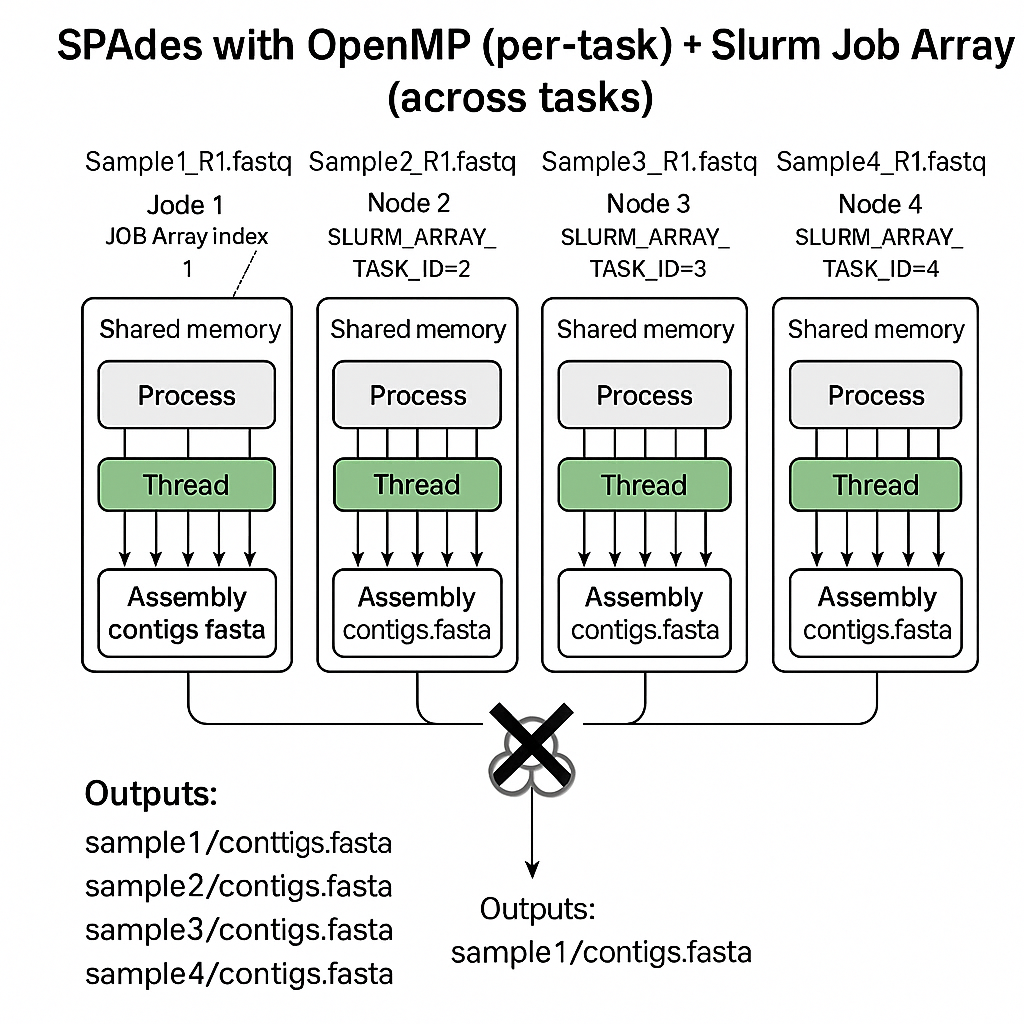 SPAdes with OpenMP (per-task) + Slurm Job Array
(across tasks)
Sample1_R1.fastq
Sample2_R1.fastq
Sample3_R1.fastq
Sample4_R1.fastq
Jode 1
JOB Array index
1
Node 2
SLURM_ARRAY_
TASK_ID=2
Node 3
SLURM_ARRAY_
TASK_ID=3
Node 4
SLURM_ARRAY_
TASK_ID=4
Shared memory
Process
Thread
Assembly
contigs fasta
Shared memory
Process
Thread
Assembly
contigs.fasta
Shared memory
Process
Thread
Assembly
contigs.fasta
Shared memory
Process
Thread
Assembly
contigs.fasta
Outputs:
sample1/conttigs.fasta
sample2/contigs.fasta
sample3/contigs.fasta
sample4/contigs.fasta
Outputs:
sample1/contigs.fasta